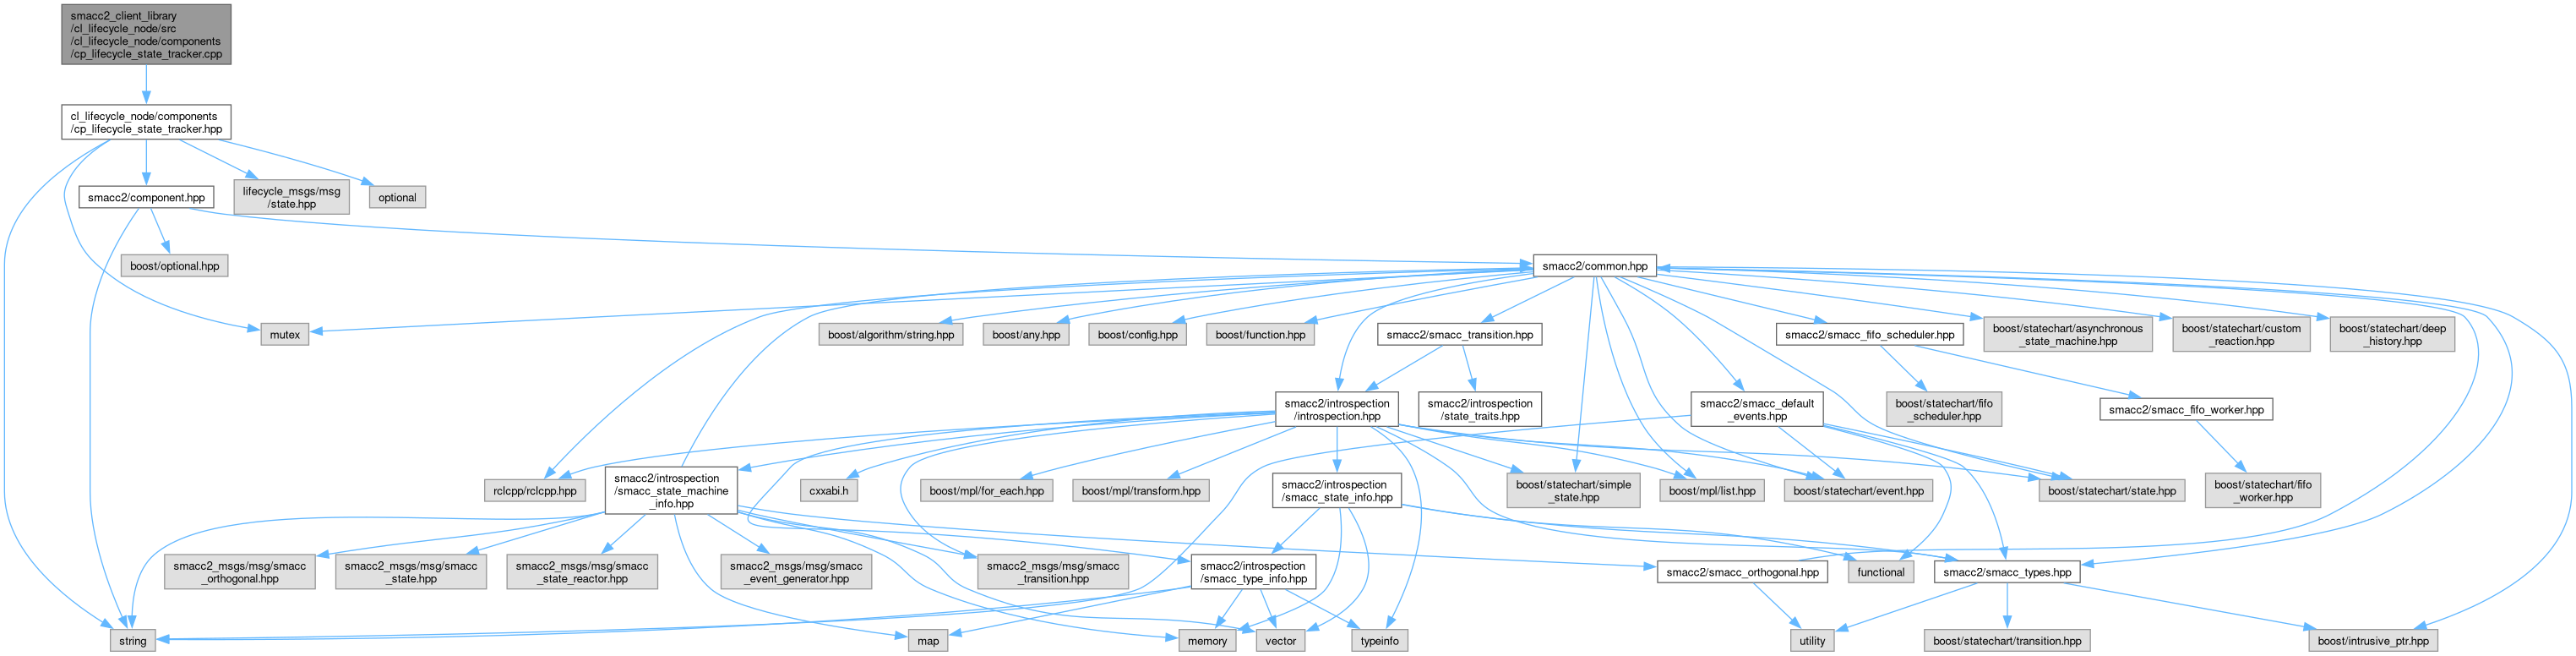 smacc2_client_library
/cl_lifecycle_node/src
/cl_lifecycle_node/components
/cp_lifecycle_state_tracker.cpp
cl_lifecycle_node/components
/cp_lifecycle_state_tracker.hpp
smacc2/component.hpp
lifecycle_msgs/msg
/state.hpp
optional
boost/optional.hpp
smacc2/common.hpp
mutex
boost/algorithm/string.hpp
boost/any.hpp
boost/config.hpp
boost/function.hpp
smacc2/smacc_transition.hpp
smacc2/smacc_fifo_scheduler.hpp
boost/statechart/asynchronous
_state_machine.hpp
boost/statechart/custom
_reaction.hpp
boost/statechart/deep
_history.hpp
smacc2/introspection
/introspection.hpp
smacc2/introspection
/state_traits.hpp
smacc2/smacc_default
_events.hpp
boost/statechart/fifo
_scheduler.hpp
smacc2/smacc_fifo_worker.hpp
rclcpp/rclcpp.hpp
smacc2/introspection
/smacc_state_machine
_info.hpp
cxxabi.h
boost/mpl/for_each.hpp
boost/mpl/transform.hpp
smacc2/introspection
/smacc_state_info.hpp
boost/statechart/simple
_state.hpp
boost/mpl/list.hpp
boost/statechart/event.hpp
boost/statechart/state.hpp
boost/statechart/fifo
_worker.hpp
smacc2_msgs/msg/smacc
_orthogonal.hpp
smacc2_msgs/msg/smacc
_state.hpp
smacc2_msgs/msg/smacc
_state_reactor.hpp
smacc2_msgs/msg/smacc
_event_generator.hpp
smacc2_msgs/msg/smacc
_transition.hpp
smacc2/introspection
/smacc_type_info.hpp
smacc2/smacc_orthogonal.hpp
functional
smacc2/smacc_types.hpp
string
map
memory
vector
typeinfo
utility
boost/statechart/transition.hpp
boost/intrusive_ptr.hpp